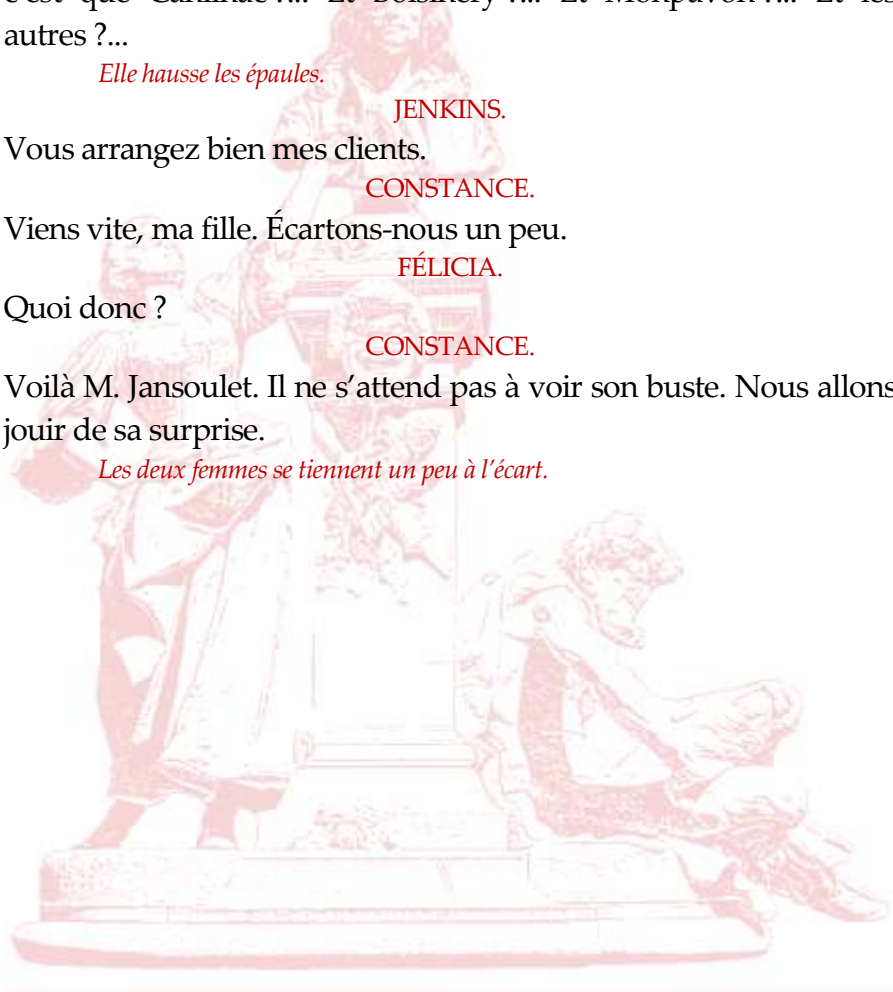 autres ?...
Elle hausse les épaules.
JENKINS.
Vous arrangez bien mes clients.
CONSTANCE.
Viens vite, ma fille. Écartons-nous un peu.
FÉLICIA.
Quoi donc ?
CONSTANCE.
Voilà M. Jansoulet. Il ne s’attend pas à voir son buste. Nous allons
jouir de sa surprise.
Les deux femmes se tiennent un peu à l’écart.